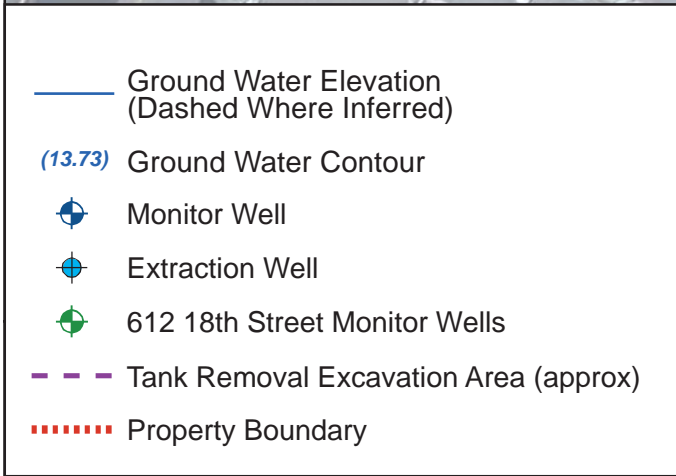 Ground Water Elevation
(Dashed Where Inferred)
(13.73) Ground Water Contour
Monitor Well
Extraction Well
612 18th Street Monitor Wells
Tank Removal Excavation Area (approx)
Property Boundary